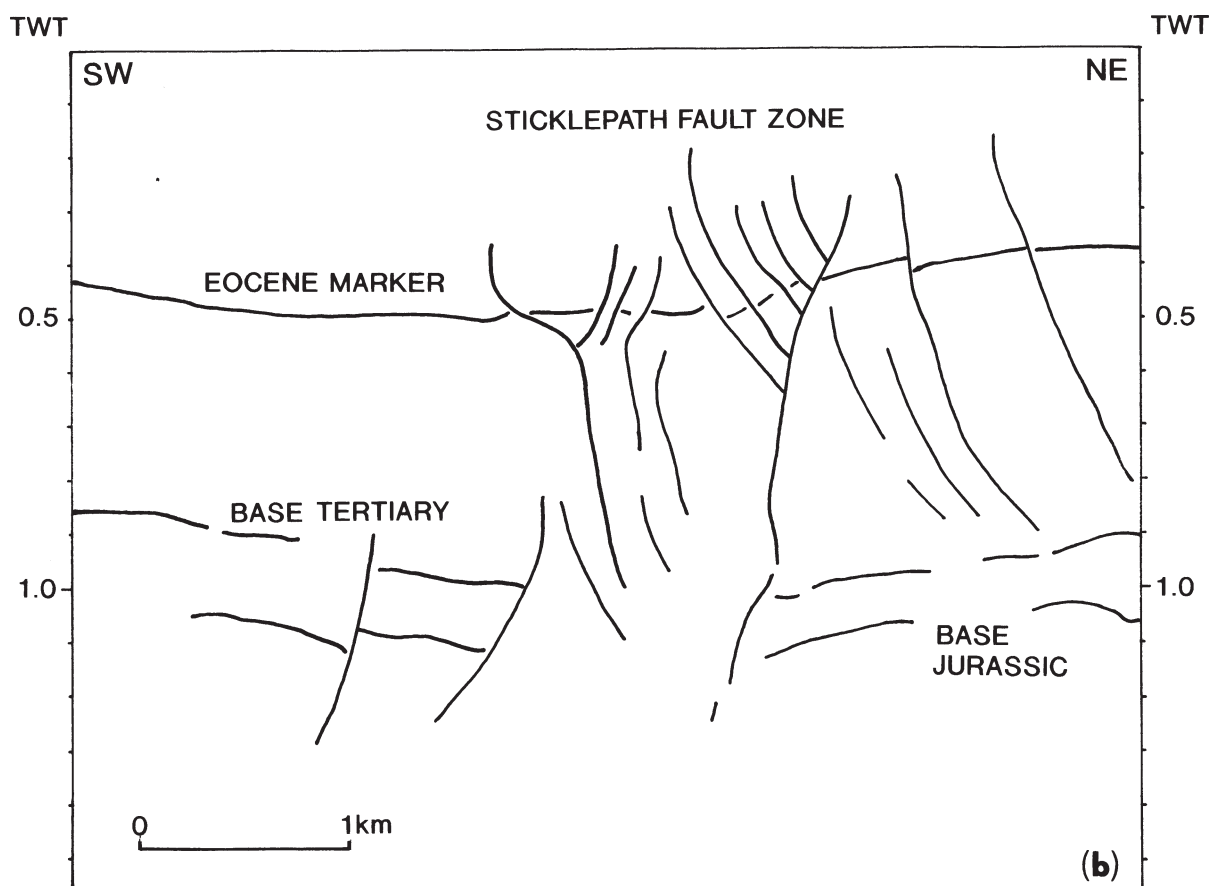 TWT TWT
SW NE
STICKLEPATH FAULT ZONE
EOCENE MARKER
0.5 0.5
BASE TERTIARY
1.0 1.0
BASE
JURASSIC
0 1km
(b)